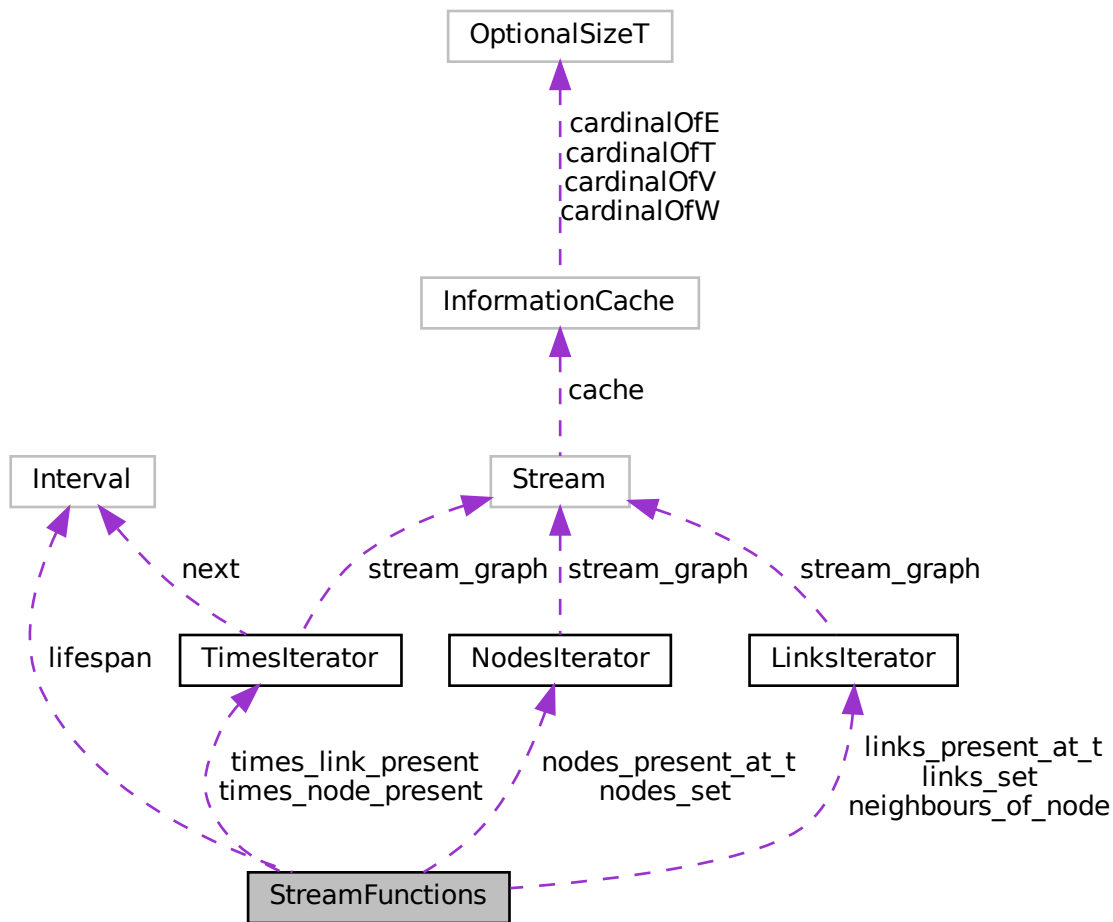 OptionalSizeT
cardinalOfE
cardinalOfT
cardinalOfV
cardinalOfW
InformationCache
cache
Interval
Stream
next
stream_graph
stream_graph
stream_graph
lifespan
TimesIterator
NodesIterator
LinksIterator
times_link_present
times_node_present
nodes_present_at_t
nodes_set
links_present_at_t
links_set
neighbours_of_node
StreamFunctions